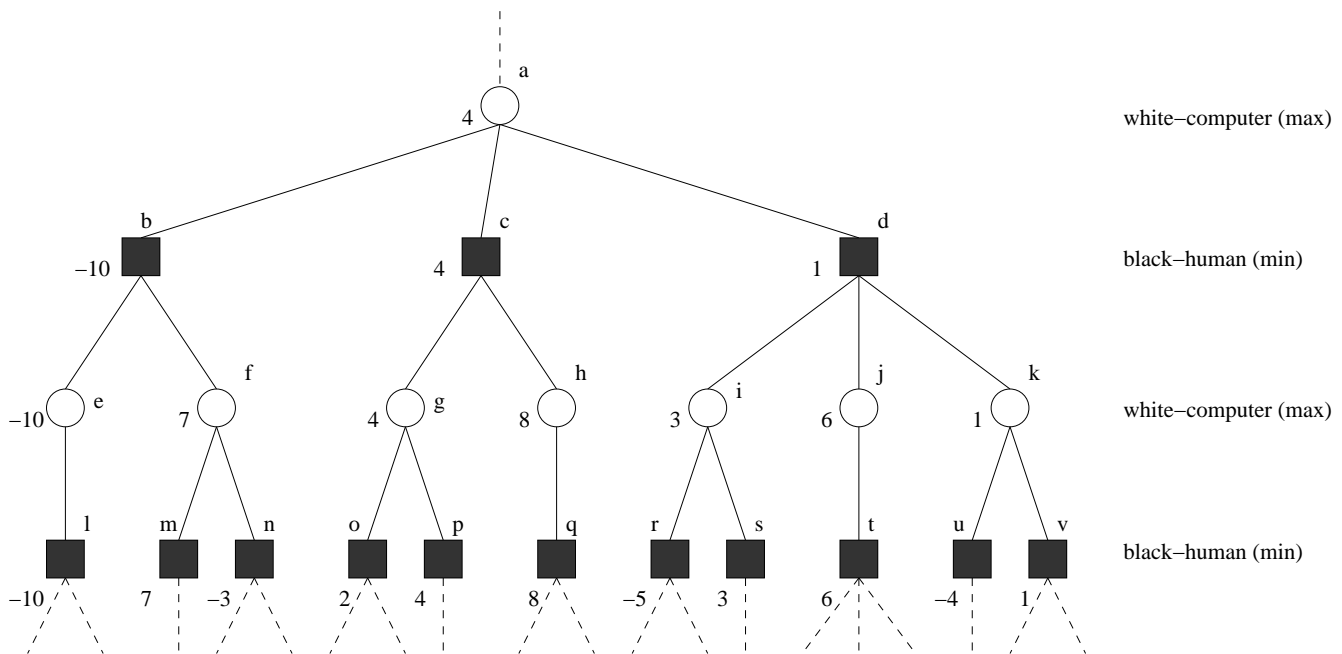 a
4
white−computer (max)
b
c
d
−10
4
1
black−human (min)
e
f
g
h
i
j
k
−10
7
4
8
3
6
1
white−computer (max)
l
m
n
o
p
q
r
s
t
u
v
black−human (min)
−10
7
−3
2
4
8
−5
3
6
−4
1